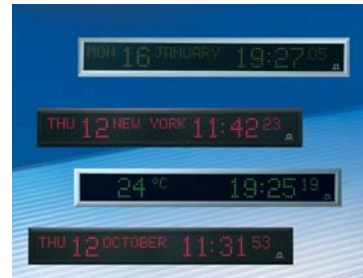 MON 16 JANUARY 19:27 05
THU 12 NEW YORK 11:42 23
24 °C 19:25 19
THU 12 OCTOBER 11:31 53